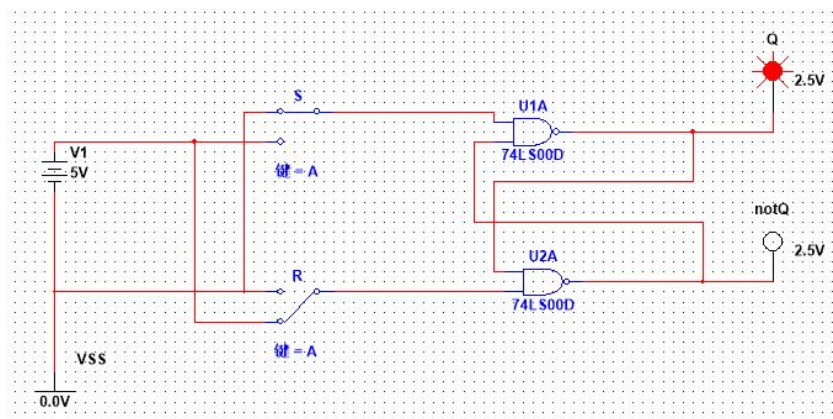 Q
2.5V
S
U1A
V1
5V
74LS00D
键 = A
notQ
2.5V
U2A
R
74LS00D
键 = A
VSS
0.0V